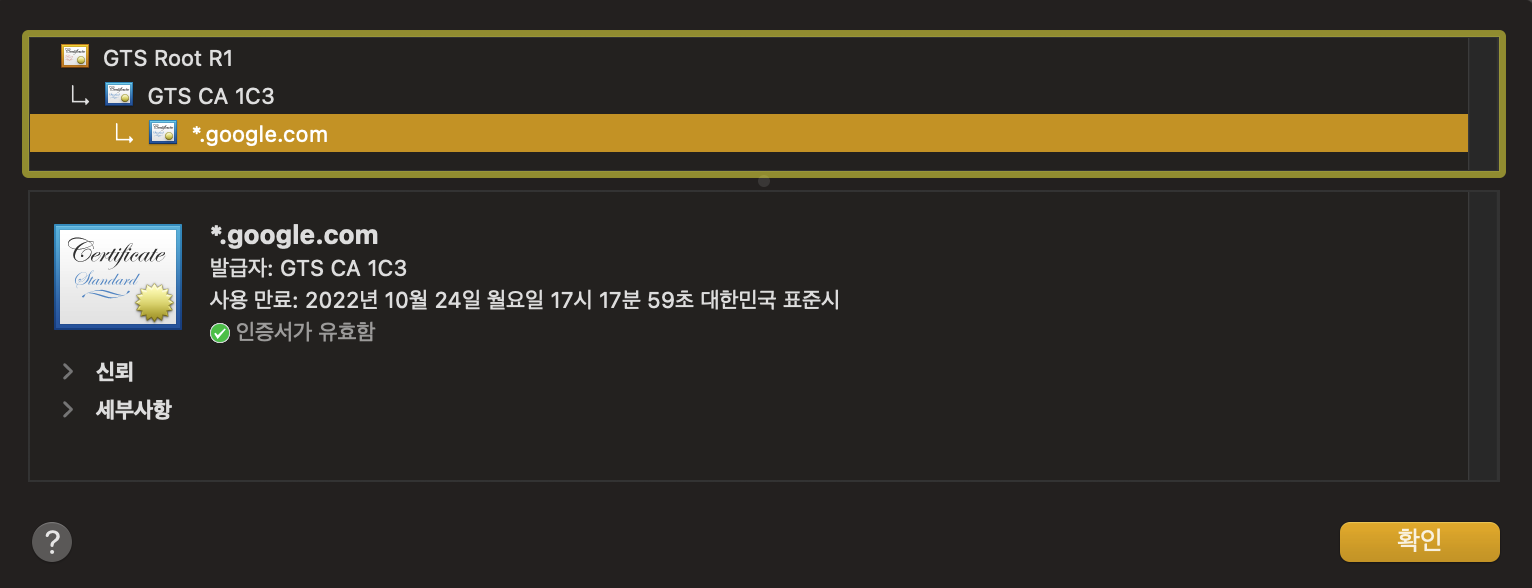 GTS Root R1
GTS CA 1C3
*.google.com
Certificate
Standard
*.google.com
발급자: GTS CA 1C3
사용 만료: 2022년 10월 24일 월요일 17시 17분 59초 대한민국 표준시
인증서가 유효함
신뢰
세부사항
?
확인